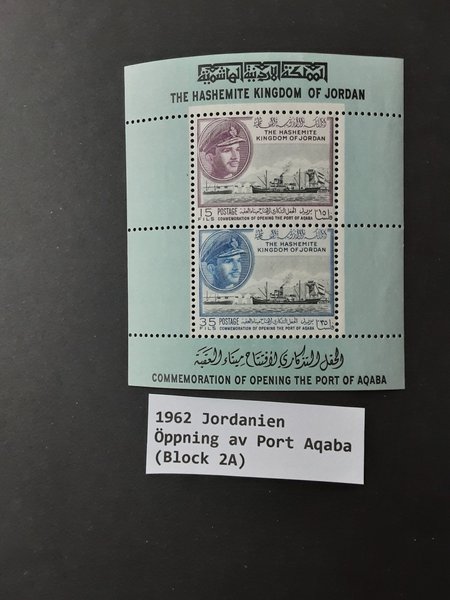 المملكة الاردنية الهاشمية
THE HASHEMITE KINGDOM OF JORDAN
THE HASHEMITE
KINGDOM OF JORDAN
15 POSTAGE
FILS COMMEMORATION OF OPENING THE PORT OF AQABA
THE HASHEMITE
KINGDOM OF JORDAN
35 POSTAGE
FILS COMMEMORATION OF OPENING THE PORT OF AQABA
الحفل التذكاري لافتتاح ميناء العقبة
COMMEMORATION OF OPENING THE PORT OF AQABA
1962 Jordanien
Öppning av Port Aqaba
(Block 2A)